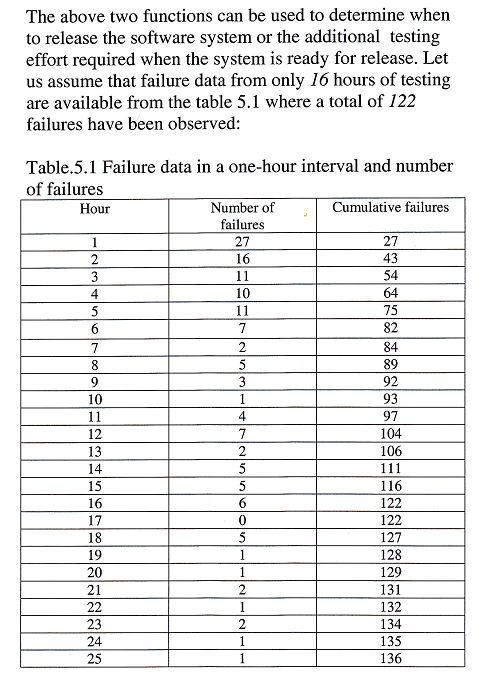 The above two functions can be used to determine when
to release the software system or the additional testing
effort required when the system is ready for release. Let
us assume that failure data from only 16 hours of testing
are available from the table 5.1 where a total of 122
failures have been observed:
Table.5.1 Failure data in a one-hour interval and number
of failures
Hour Number of failures Cumulative failures
1 27 27
2 16 43
3 11 54
4 10 64
5 11 75
6 7 82
7 2 84
8 5 89
9 3 92
10 1 93
11 4 97
12 7 104
13 2 106
14 5 111
15 5 116
16 6 122
17 0 122
18 5 127
19 1 128
20 1 129
21 2 131
22 1 132
23 2 134
24 1 135
25 1 136